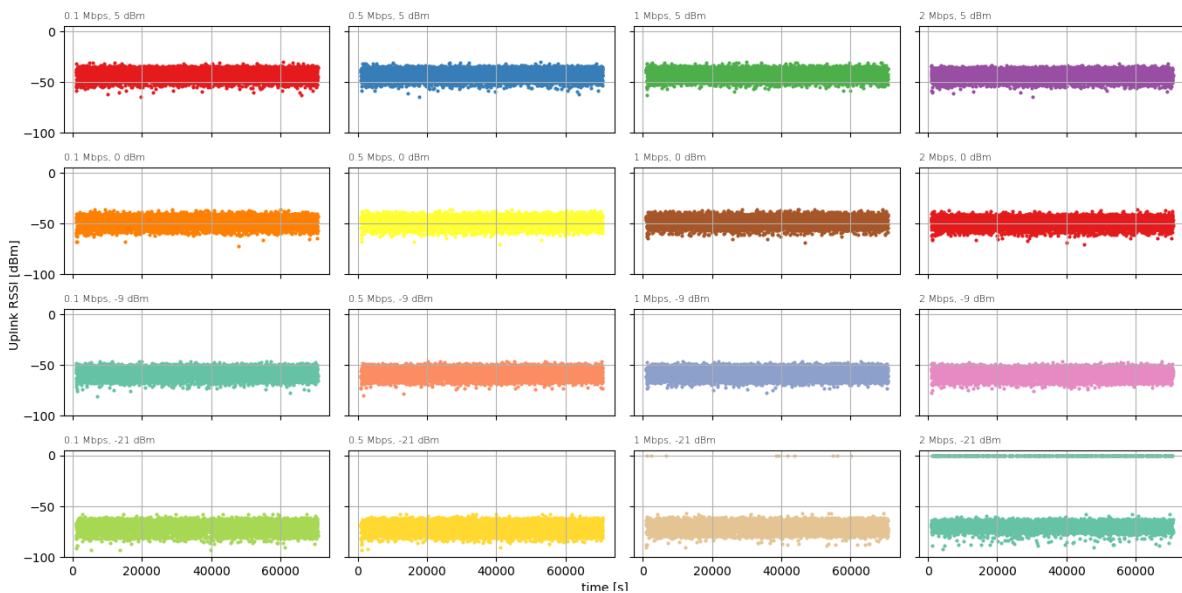 0.1 Mbps, 5 dBm
0.5 Mbps, 5 dBm
1 Mbps, 5 dBm
2 Mbps, 5 dBm
0
−50
−100
0.1 Mbps, 0 dBm
0.5 Mbps, 0 dBm
1 Mbps, 0 dBm
2 Mbps, 0 dBm
0
−50
−100
Uplink RSSI [dBm]
0.1 Mbps, -9 dBm
0.5 Mbps, -9 dBm
1 Mbps, -9 dBm
2 Mbps, -9 dBm
0
−50
−100
0.1 Mbps, -21 dBm
0.5 Mbps, -21 dBm
1 Mbps, -21 dBm
2 Mbps, -21 dBm
0
−50
−100
0 20000 40000 60000
0 20000 40000 60000
0 20000 40000 60000
0 20000 40000 60000
time [s]